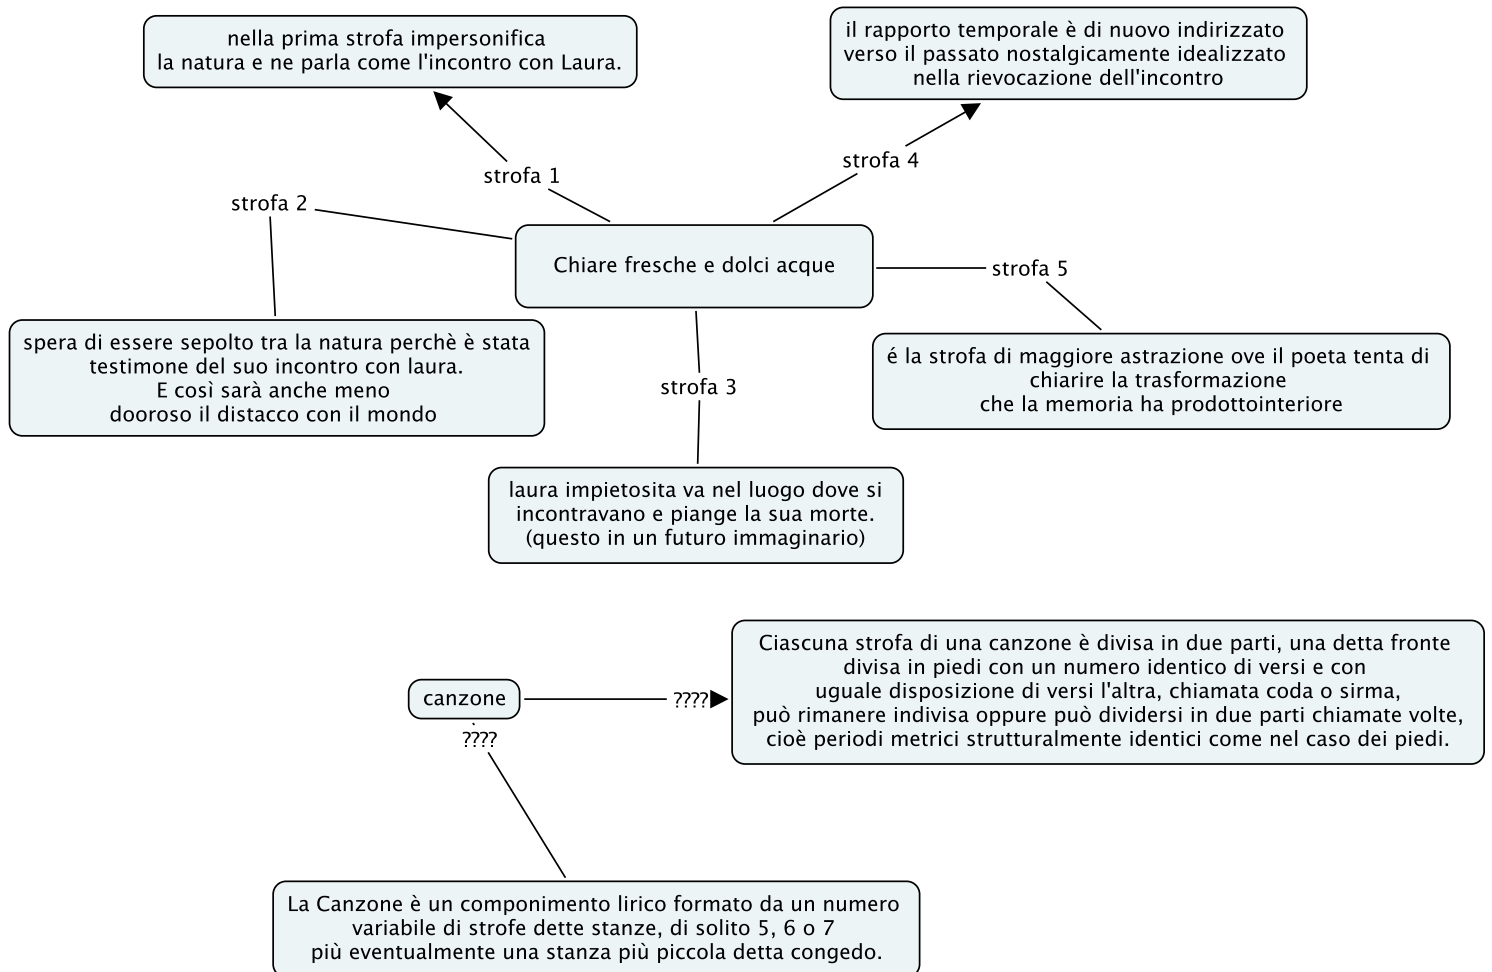 nella prima strofa impersonifica
la natura e ne parla come l'incontro con Laura.
il rapporto temporale è di nuovo indirizzato
verso il passato nostalgicamente idealizzato
nella rievocazione dell'incontro
strofa 1
strofa 4
strofa 2
Chiare fresche e dolci acque
strofa 5
spera di essere sepolto tra la natura perchè è stata
testimone del suo incontro con laura.
E così sarà anche meno
dooroso il distacco con il mondo
strofa 3
é la strofa di maggiore astrazione ove il poeta tenta di
chiarire la trasformazione
che la memoria ha prodottointeriore
laura impietosita va nel luogo dove si
incontravano e piange la sua morte.
(questo in un futuro immaginario)
canzone
????
Ciascuna strofa di una canzone è divisa in due parti, una detta fronte
divisa in piedi con un numero identico di versi e con
uguale disposizione di versi l'altra, chiamata coda o sirma,
può rimanere indivisa oppure può dividersi in due parti chiamate volte,
cioè periodi metrici strutturalmente identici come nel caso dei piedi.
????
La Canzone è un componimento lirico formato da un numero
variabile di strofe dette stanze, di solito 5, 6 o 7
più eventualmente una stanza più piccola detta congedo.